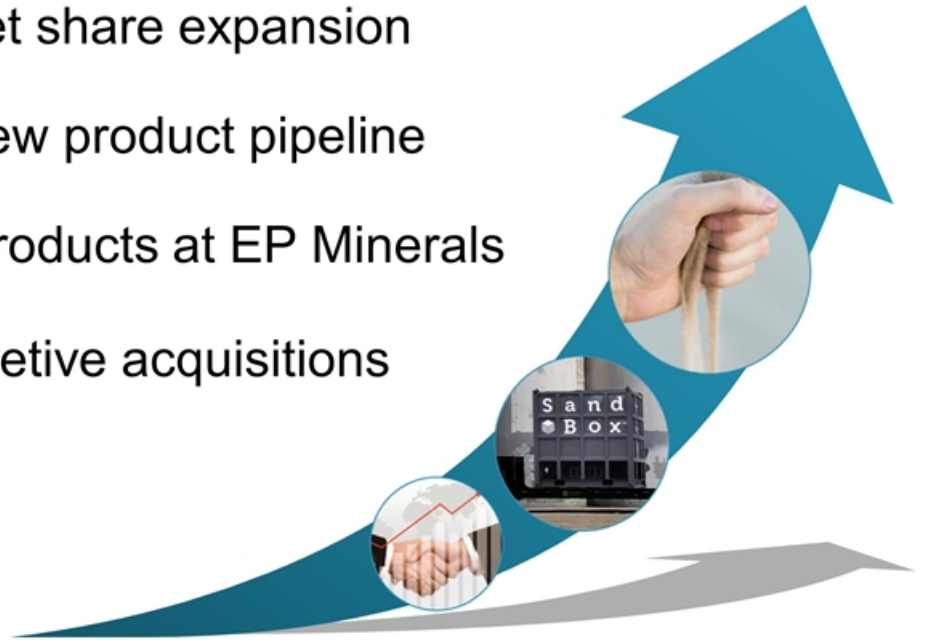 et share expansion
ew product pipeline
roducts at EP Minerals
etive acquisitions
Sand
Box